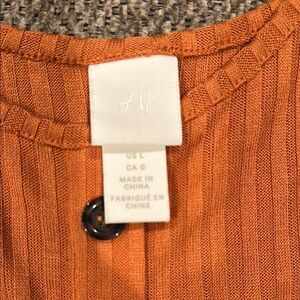 H&M
US L
CA G
MADE IN
CHINA
FABRIQUÉ EN
CHINE